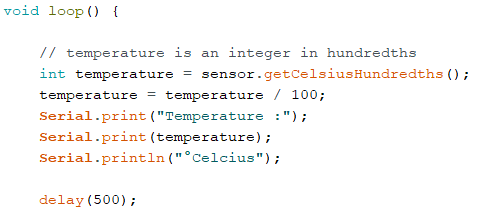 void loop() {
// temperature is an integer in hundredths
int temperature = sensor.getCelsiusHundredths();
temperature = temperature / 100;
Serial.print("Temperature :");
Serial.print(temperature);
Serial.println("°Celcius");
delay(500);